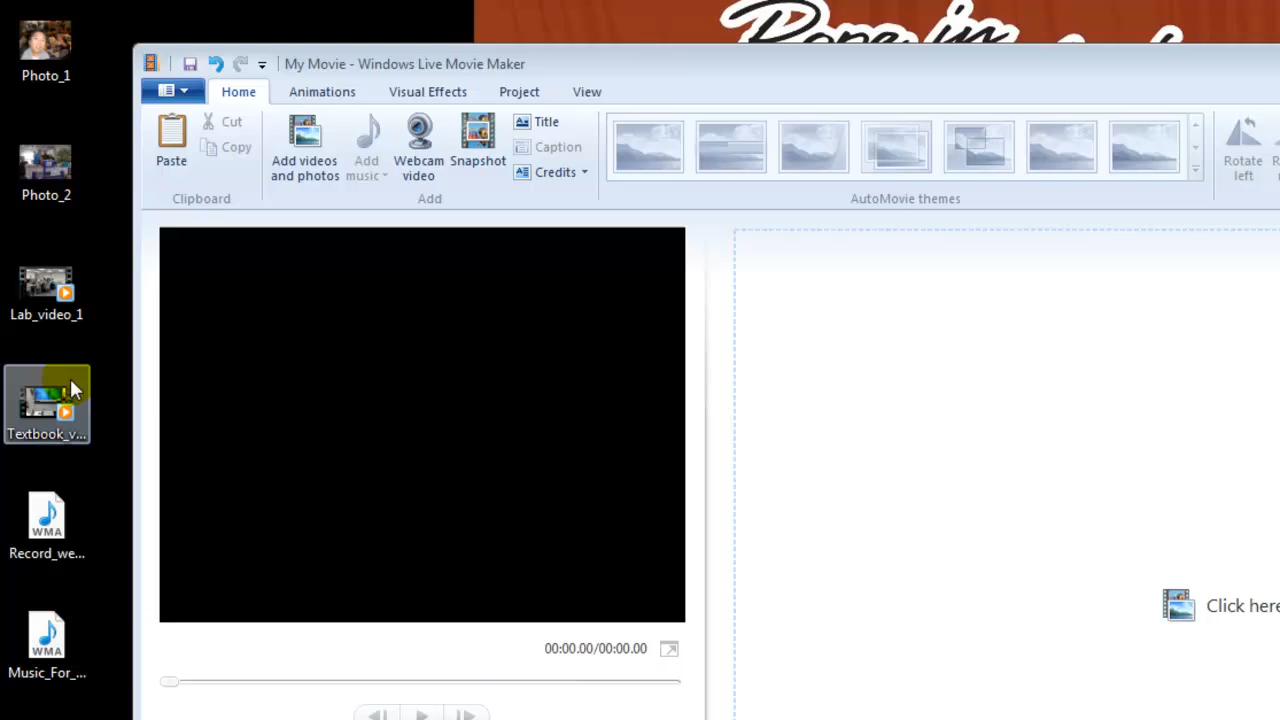 Photo_1
Photo_2
Lab_video_1
Textbook_v...
WMA
Record_we...
WMA
Music_For_...
My Movie - Windows Live Movie Maker
Home
Animations
Visual Effects
Project
View
Paste
Cut
Copy
Clipboard
Add videos
and photos
Add
music
Webcam
video
Snapshot
Title
Caption
Credits
Add
AutoMovie themes
Rotate
left
00:00.00/00:00.00
Click here